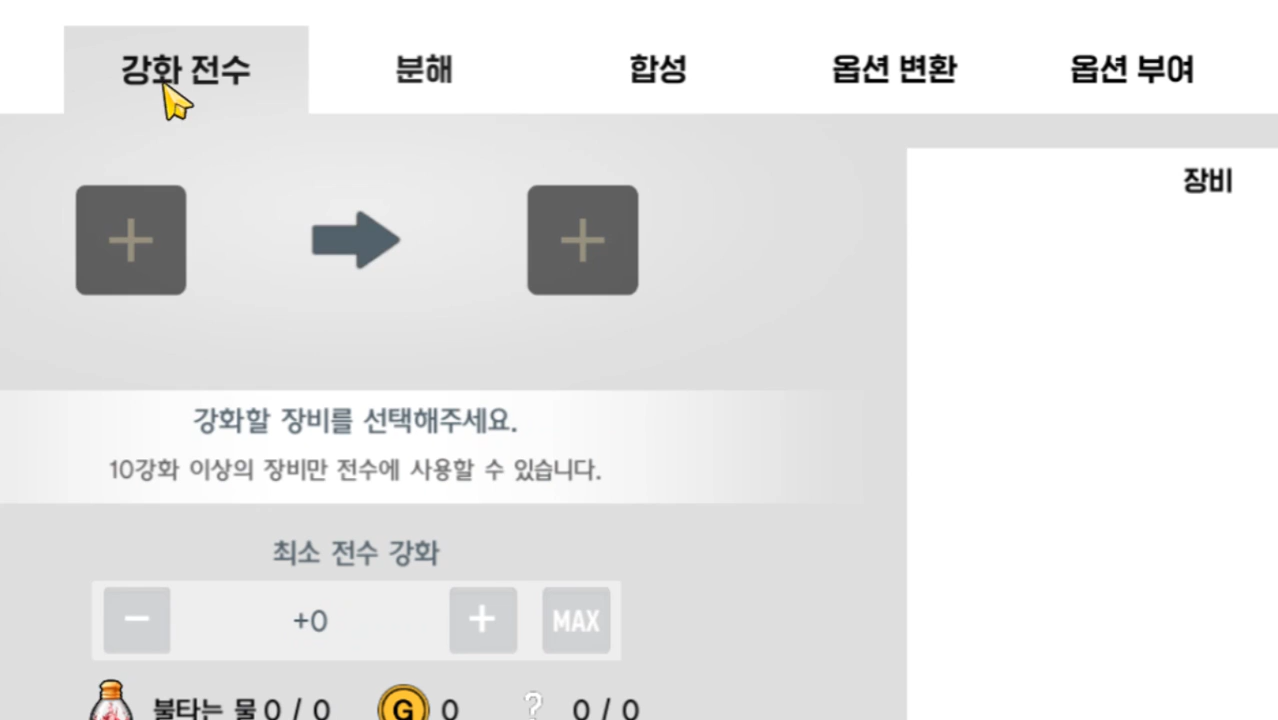 강화 전수 분해 합성 옵션 변환 옵션 부여
장비
강화할 장비를 선택해주세요.
10강화 이상의 장비만 전수에 사용할 수 있습니다.
최소 전수 강화
+0 MAX
불타는 물 0 / 0 G 0 ? 0 / 0